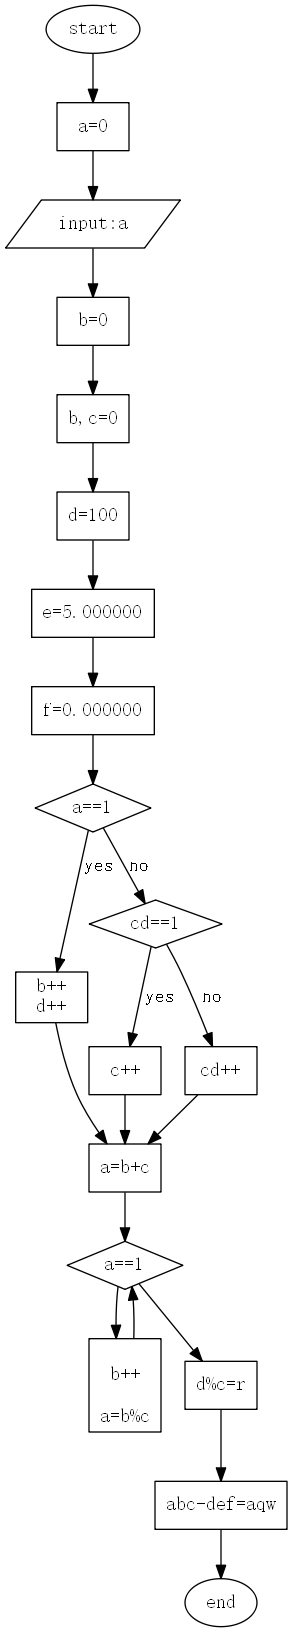 start
a=0
input:a
b=0
b,c=0
d=100
e=5.000000
f=0.000000
a==1
yes no
cd==1
b++
d++
yes no
c++ cd++
a=b+c
a==1
b++
d%c=r
a=b%c
abc-def=aqw
end